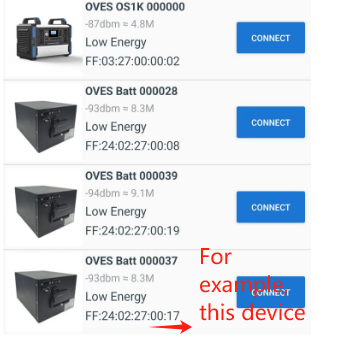 OVES OS1K 000000
-87dbm ≈ 4.8M
Low Energy
CONNECT
FF:03:27:00:00:02
OVES Batt 000028
-93dbm ≈ 8.3M
Low Energy
CONNECT
FF:24:02:27:00:08
OVES Batt 000039
-94dbm ≈ 9.1M
Low Energy
CONNECT
FF:24:02:27:00:19
OVES Batt 000037
-93dbm ≈ 8.3M
Low Energy
CONNECT
FF:24:02:27:00:17
For
example
this device